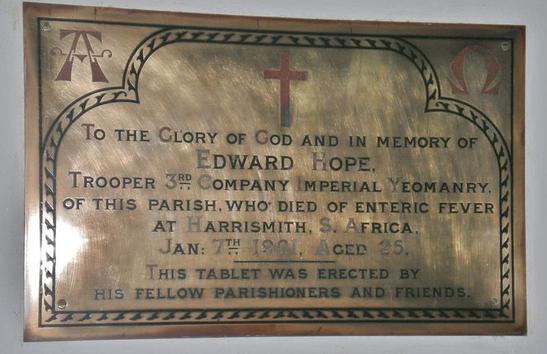 Α Ω
TO THE GLORY OF GOD AND IN MEMORY OF
EDWARD HOPE,
TROOPER 3RD COMPANY IMPERIAL YEOMANRY,
OF THIS PARISH, WHO DIED OF ENTERIC FEVER
AT HARRISMITH, S. AFRICA,
JAN: 7TH 1901, AGED 25.
THIS TABLET WAS ERECTED BY
HIS FELLOW PARISHIONERS AND FRIENDS.